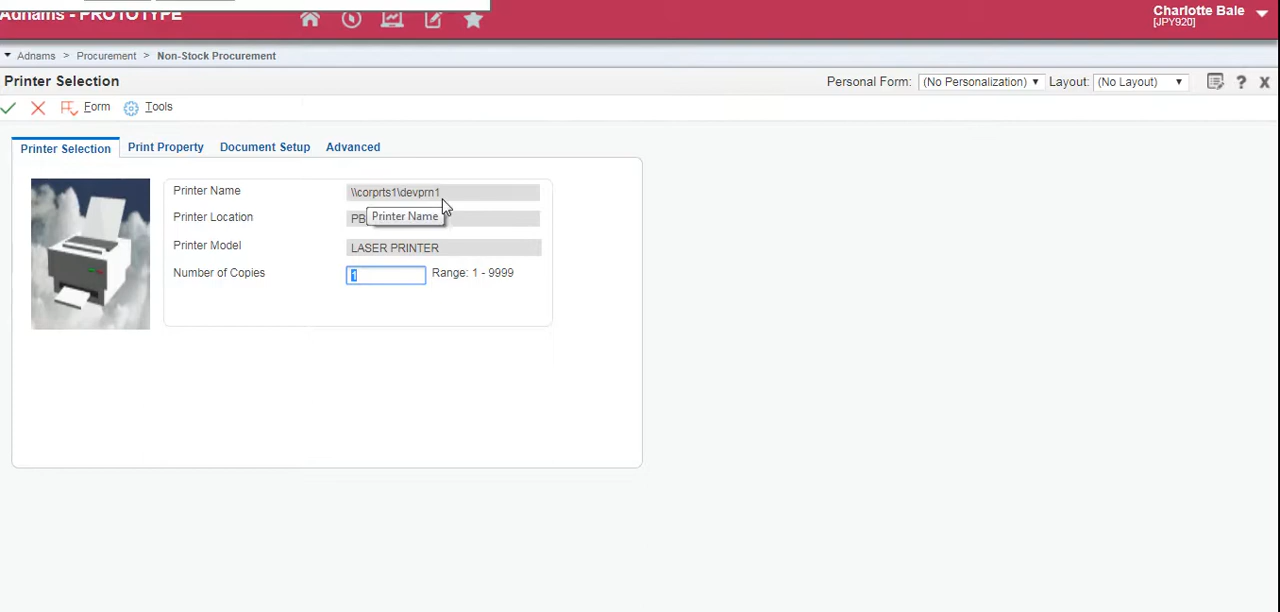 Adnams - PROTOTYPE
Charlotte Bale
[JPY920]
Adnams > Procurement > Non-Stock Procurement
Printer Selection
Personal Form: (No Personalization) Layout: (No Layout)
? X
Form Tools
Printer Selection Print Property Document Setup Advanced
Printer Name \\corprts1\devprn1
Printer Location PB
Printer Name
Printer Model LASER PRINTER
Number of Copies 1 Range: 1 - 9999